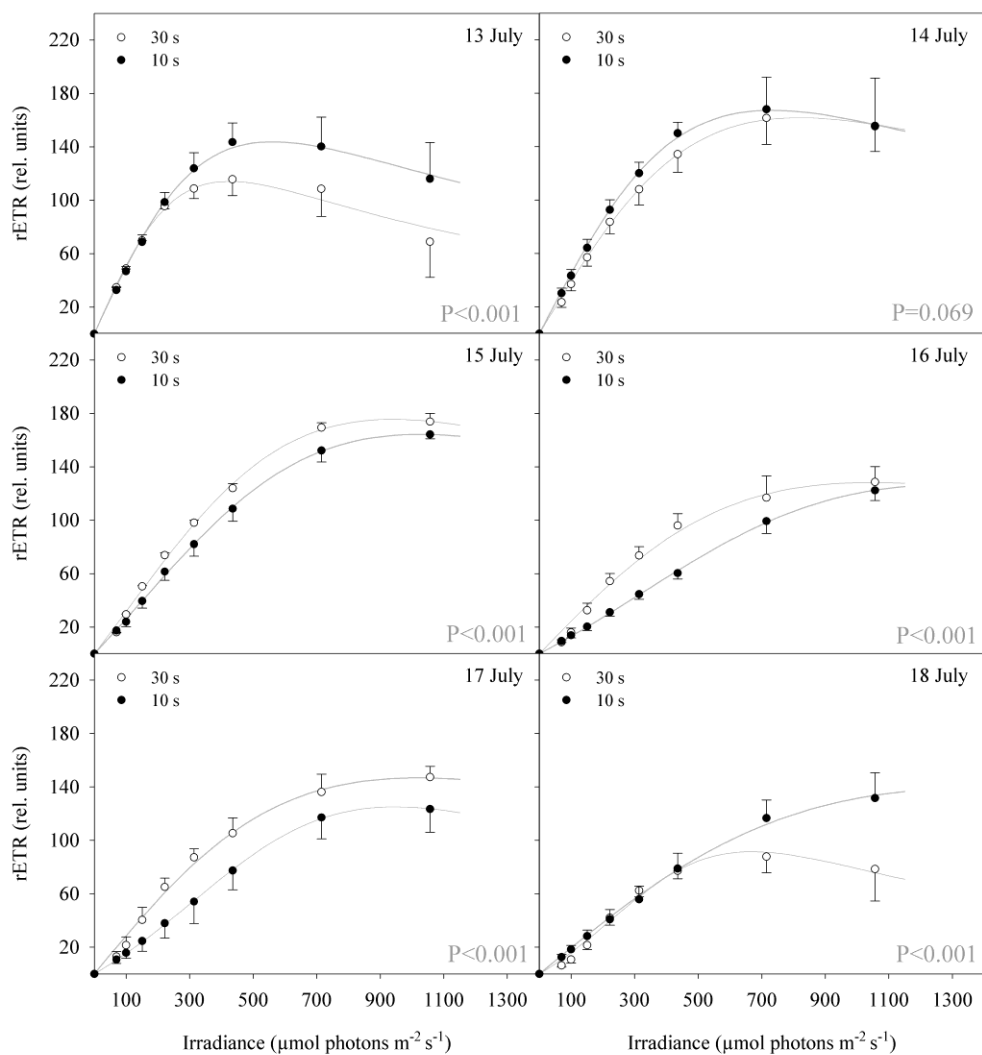 220
180
140
100
60
20
rETR (rel. units)
30 s
10 s
13 July
P<0.001
30 s
10 s
14 July
P=0.069
220
180
140
100
60
20
rETR (rel. units)
30 s
10 s
15 July
P<0.001
30 s
10 s
16 July
P<0.001
220
180
140
100
60
20
rETR (rel. units)
30 s
10 s
17 July
P<0.001
30 s
10 s
18 July
P<0.001
100 300 500 700 900 1100 1300
100 300 500 700 900 1100 1300
Irradiance (µmol photons m⁻² s⁻¹)
Irradiance (µmol photons m⁻² s⁻¹)